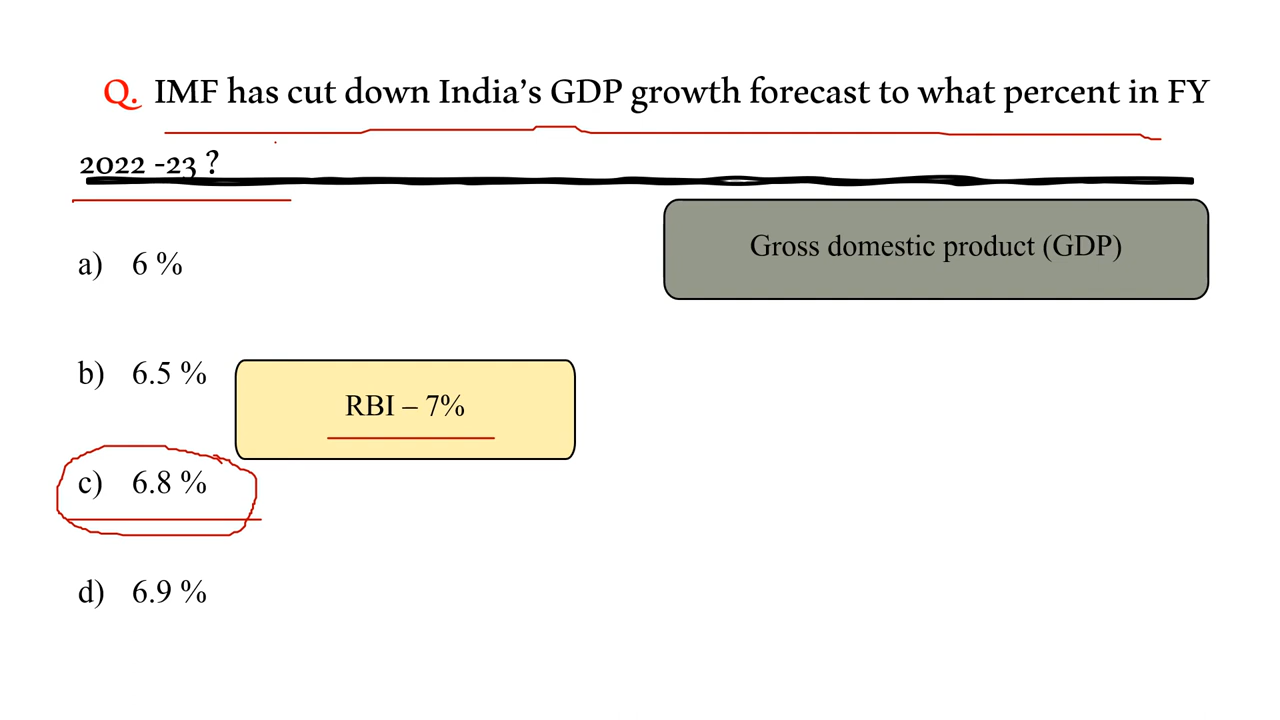 Q. IMF has cut down India's GDP growth forecast to what percent in FY
2022 -23 ?
Gross domestic product (GDP)
a) 6 %
b) 6.5 %
RBI – 7%
c) 6.8 %
d) 6.9 %